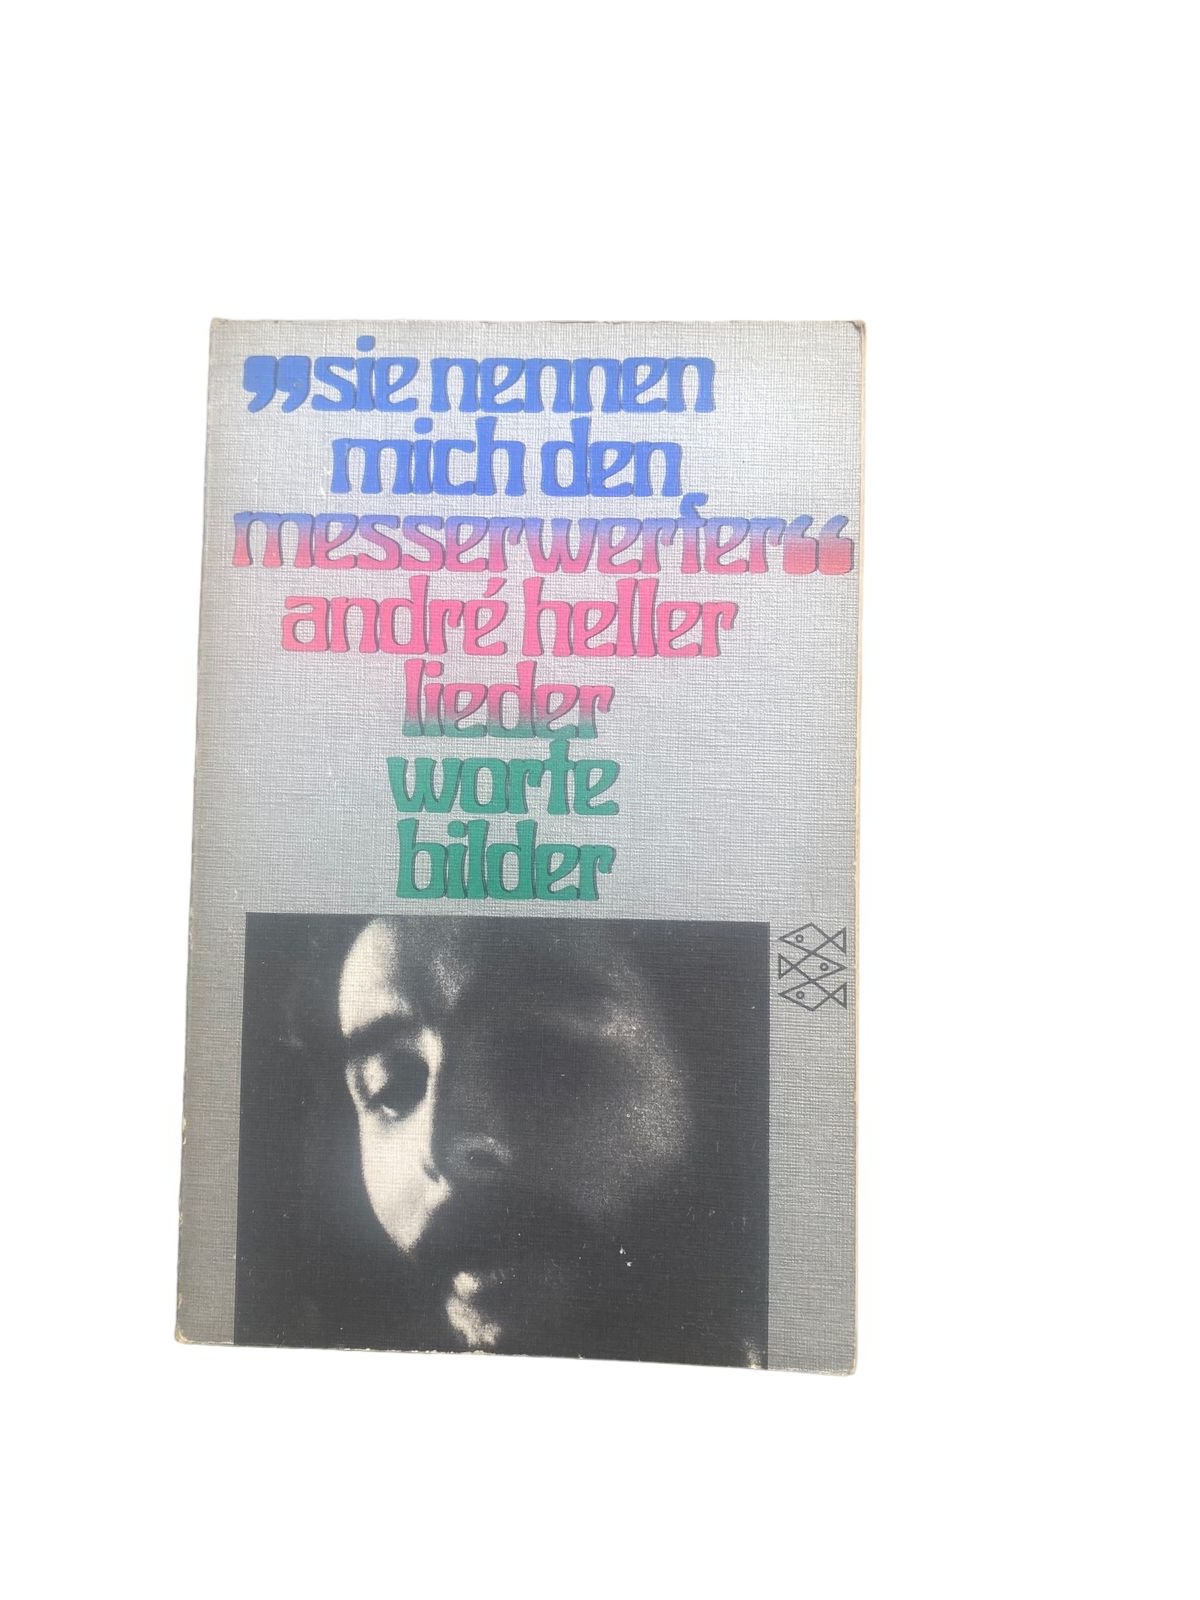 „sie nennen
mich den
messerwerfer“
andré heller
lieder
worte
bilder